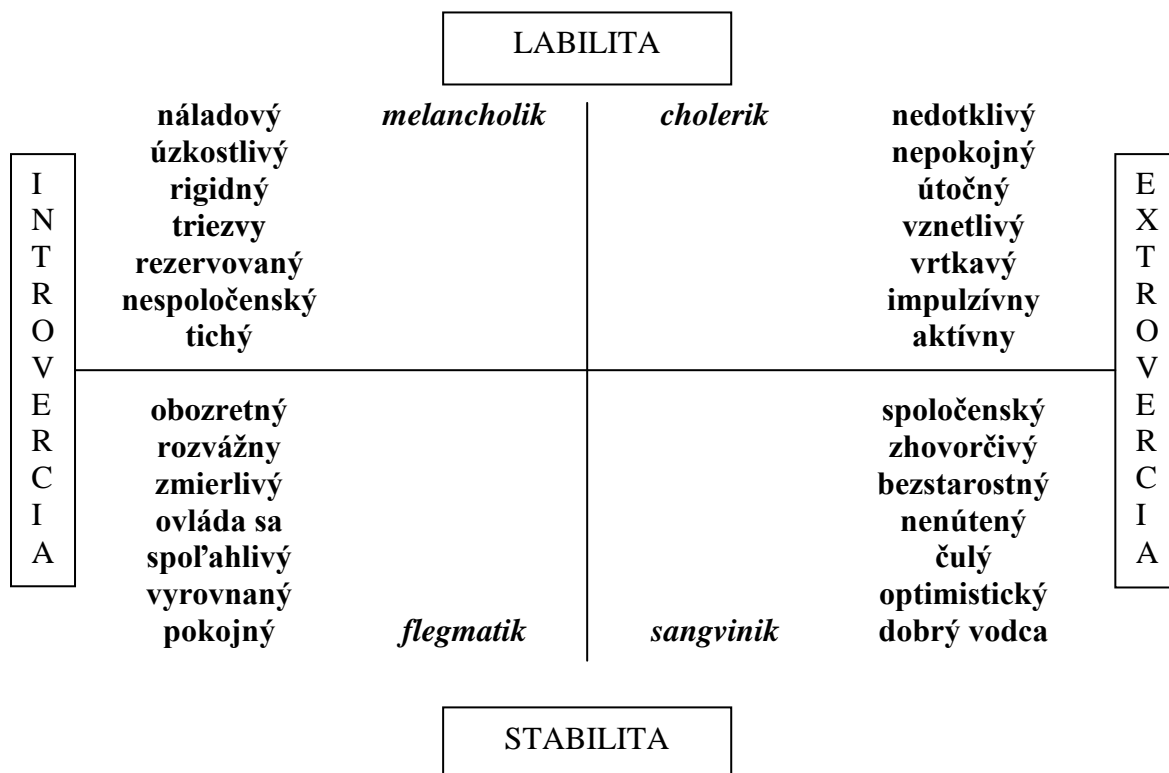 LABILITA
náladový melancholik cholerik nedotklivý
úzkostlivý nepokojný
rigidný útočný
triezvy vznetlivý
rezervovaný vrtkavý
nespoločenský impulzívny
tichý aktívny
INTROVERCIA
EXTROVERCIA
obozretný spoločenský
rozvážny zhovorčivý
zmierlivý bezstarostný
ovláda sa nenútený
spoľahlivý čulý
vyrovnaný optimistický
pokojný flegmatik sangvinik dobrý vodca
STABILITA